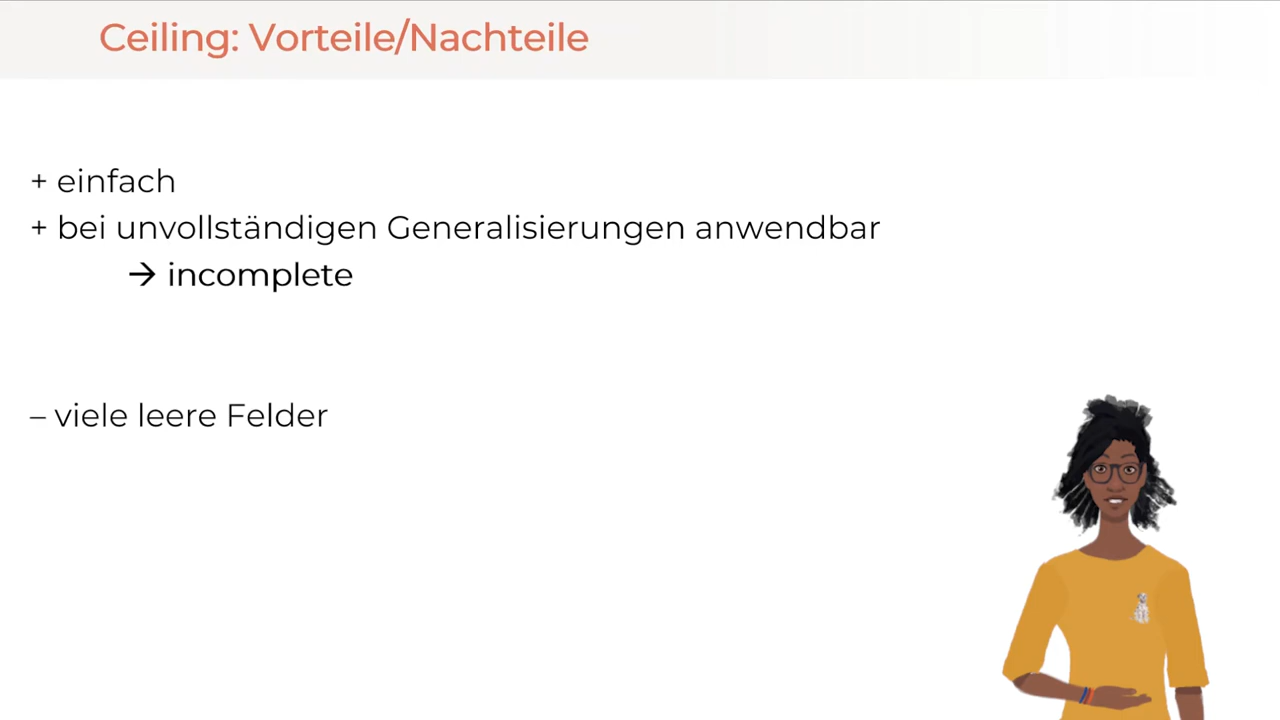 Ceiling: Vorteile/Nachteile
+ einfach
+ bei unvollständigen Generalisierungen anwendbar
→ incomplete
– viele leere Felder